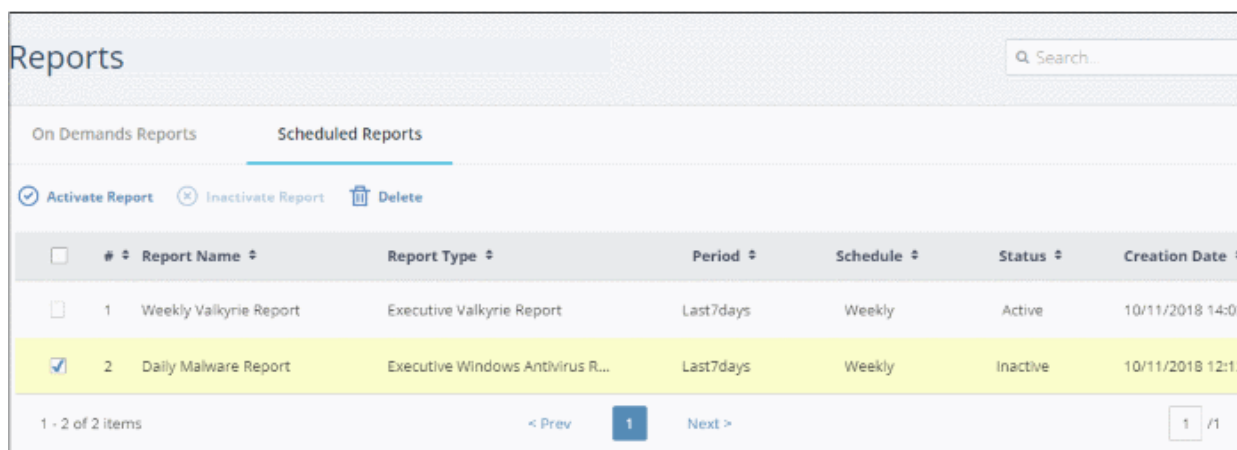 Reports
Search...
On Demands Reports Scheduled Reports
Activate Report Inactivate Report Delete
# Report Name Report Type Period Schedule Status Creation Date
1 Weekly Valkyrie Report Executive Valkyrie Report Last7days Weekly Active 10/11/2018 14:0
2 Daily Malware Report Executive Windows Antivirus R... Last7days Weekly Inactive 10/11/2018 12:1
1 - 2 of 2 items < Prev 1 Next > 1 /1